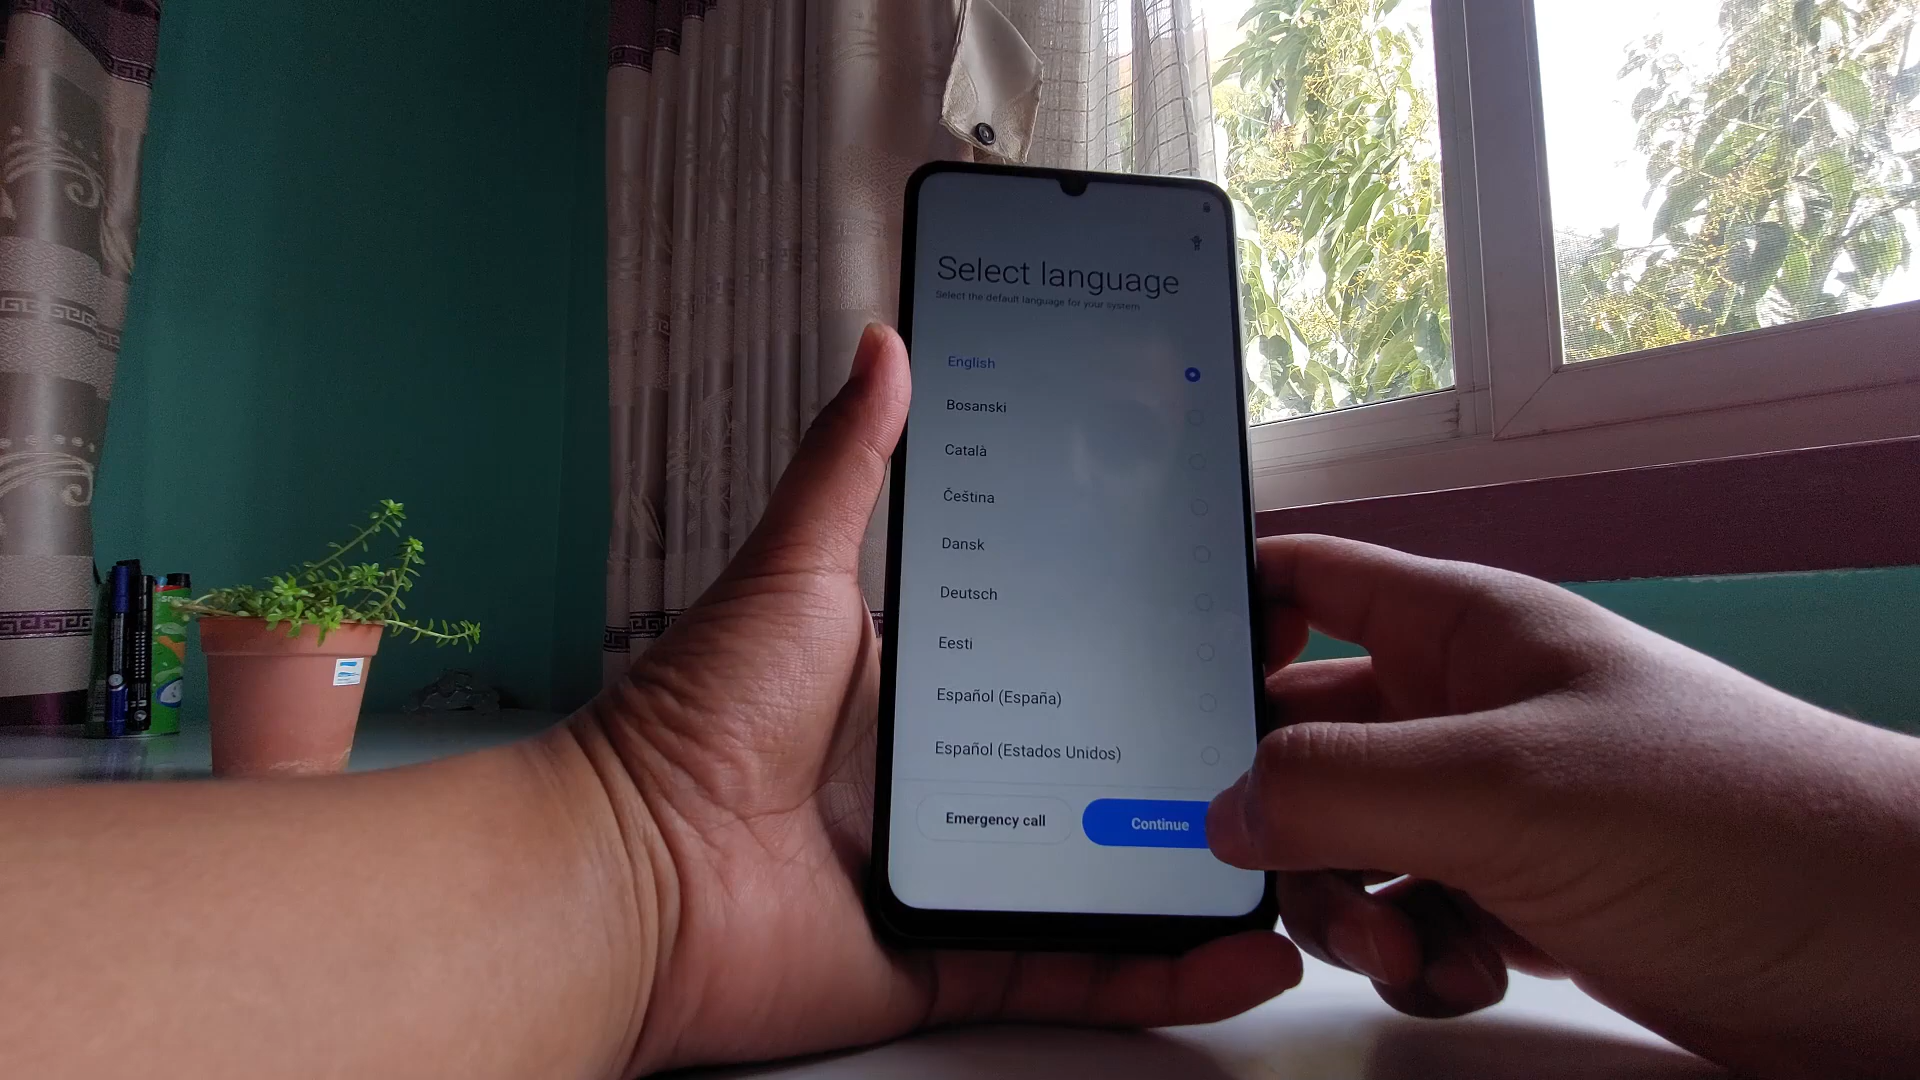 Select language
Select the default language for your system
English
Bosanski
Català
Čeština
Dansk
Deutsch
Eesti
Español (España)
Español (Estados Unidos)
Emergency call
Continue